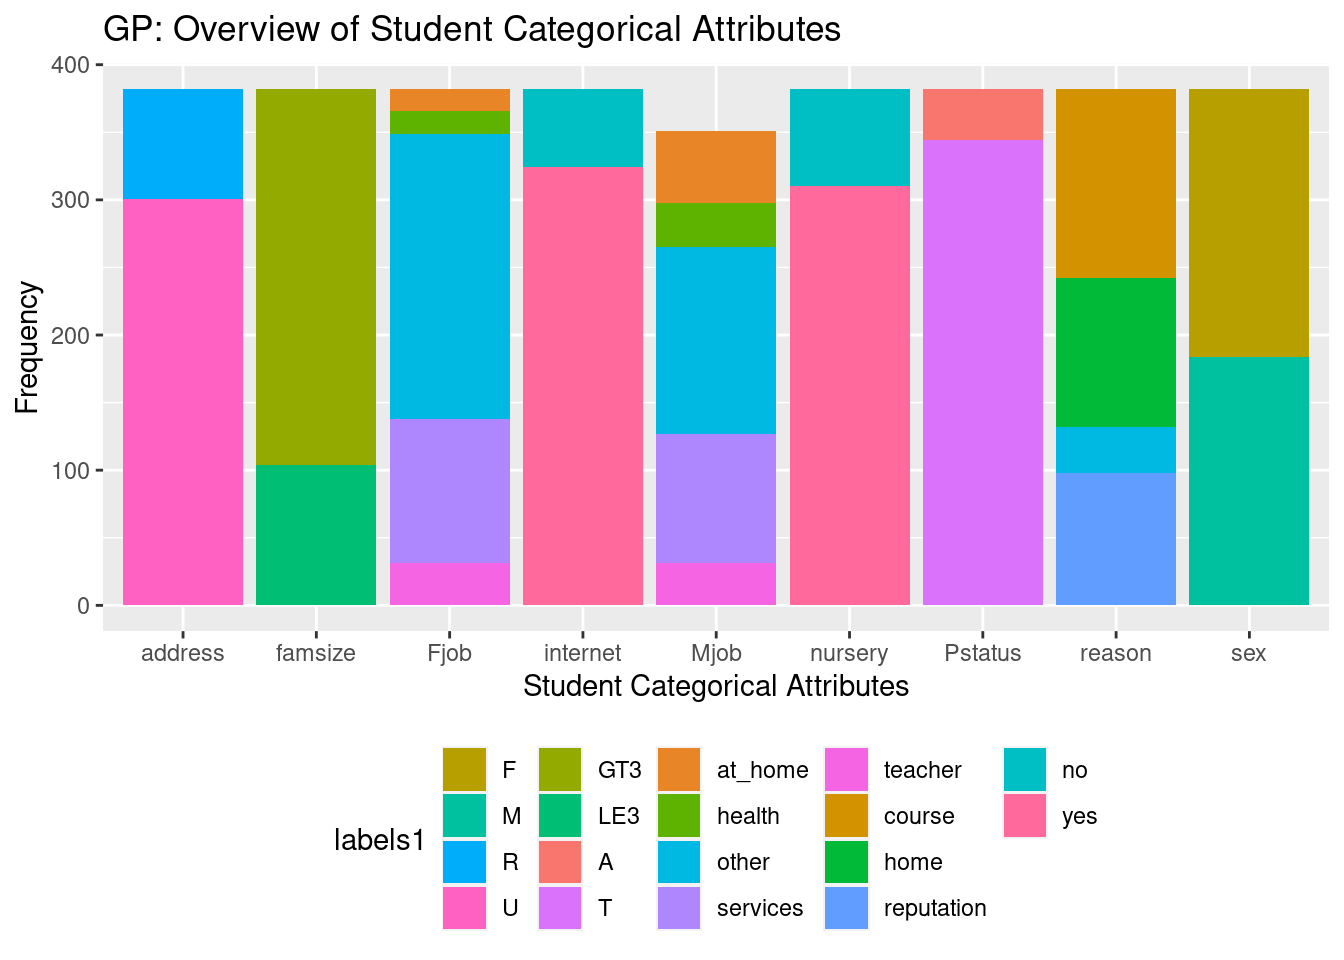 GP: Overview of Student Categorical Attributes
400
300
200
100
0
Frequency
address famsize Fjob internet Mjob nursery Pstatus reason sex
Student Categorical Attributes
labels1
F GT3 at_home teacher no
M LE3 health course yes
R A other home
U T services reputation